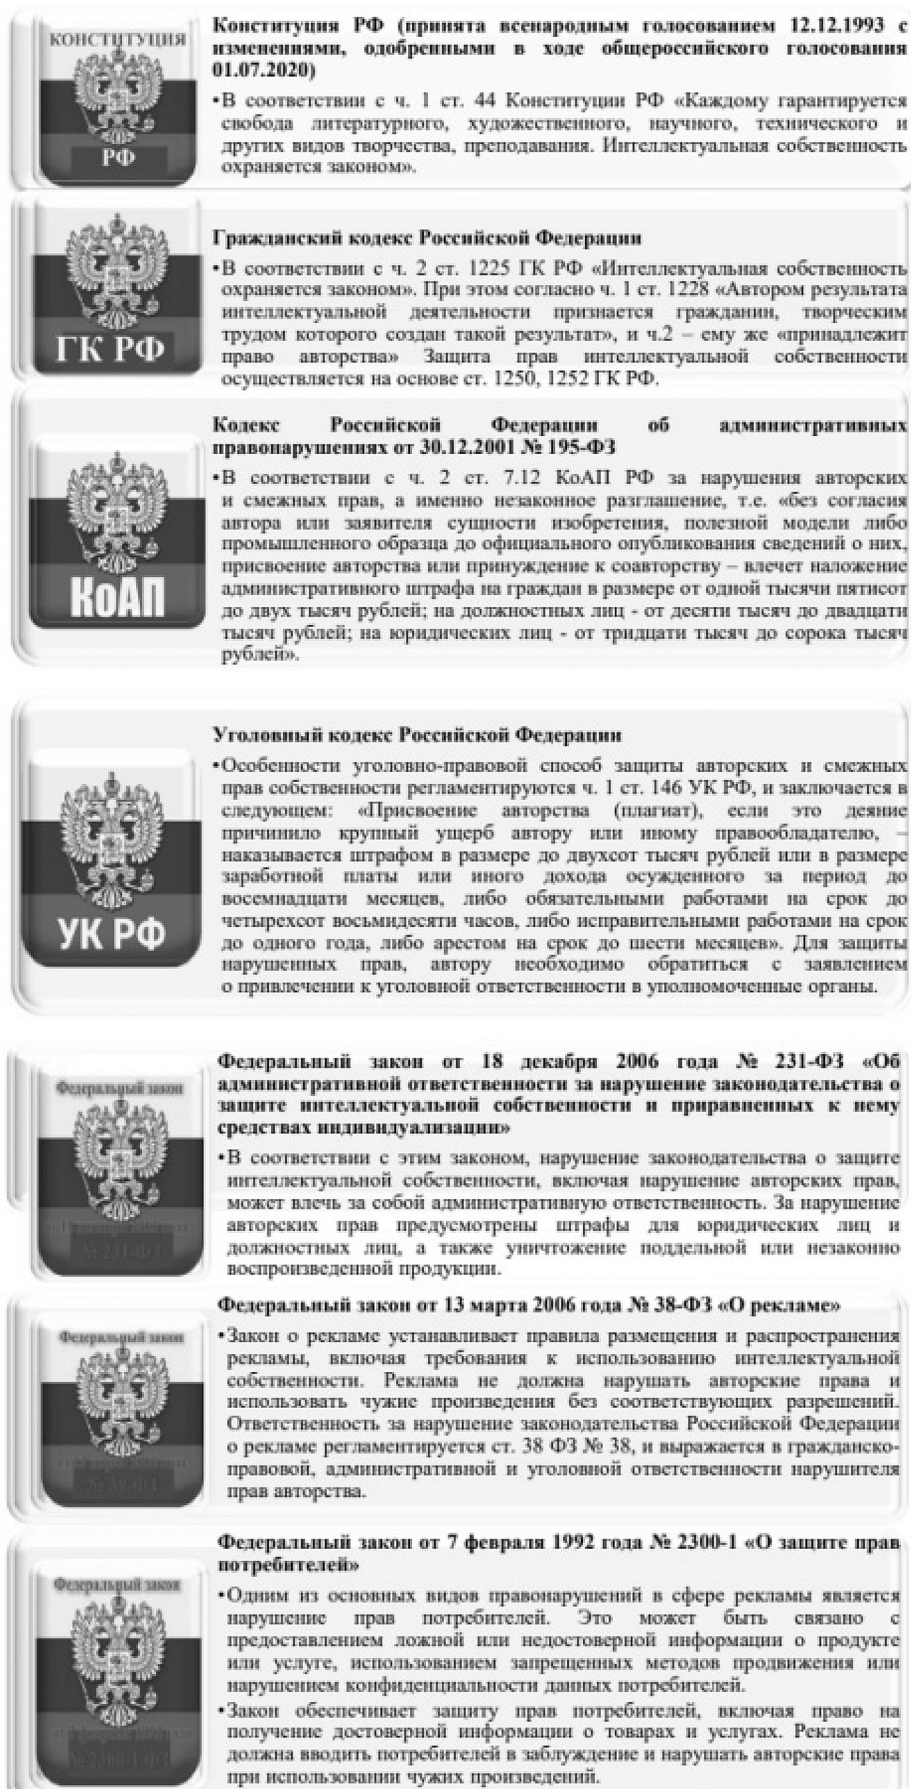 КОНСТИТУЦИЯ
РФ
Конституция РФ (принята всенародным голосованием 12.12.1993 с
изменениями, одобренными в ходе общероссийского голосования
01.07.2020)
•В соответствии с ч. 1 ст. 44 Конституции РФ «Каждому гарантируется
свобода литературного, художественного, научного, технического и
других видов творчества, преподавания. Интеллектуальная собственность
охраняется законом».
ГК РФ
Гражданский кодекс Российской Федерации
•В соответствии с ч. 2 ст. 1225 ГК РФ «Интеллектуальная собственность
охраняется законом». При этом согласно ч. 1 ст. 1228 «Автором результата
интеллектуальной деятельности признается гражданин, творческим
трудом которого создан такой результат», и ч.2 – ему же «принадлежит
право авторства» Защита прав интеллектуальной собственности
осуществляется на основе ст. 1250, 1252 ГК РФ.
КоАП
Кодекс Российской Федерации об административных
правонарушениях от 30.12.2001 № 195-ФЗ
•В соответствии с ч. 2 ст. 7.12 КоАП РФ за нарушения авторских
и смежных прав, а именно незаконное разглашение, т.е. «без согласия
автора или заявителя сущности изобретения, полезной модели либо
промышленного образца до официального опубликования сведений о них,
присвоение авторства или принуждение к соавторству – влечет наложение
административного штрафа на граждан в размере от одной тысячи пятисот
до двух тысяч рублей; на должностных лиц - от десяти тысяч до двадцати
тысяч рублей; на юридических лиц - от тридцати тысяч до сорока тысяч
рублей».
УК РФ
Уголовный кодекс Российской Федерации
•Особенности уголовно-правовой способ защиты авторских и смежных
прав собственности регламентируются ч. 1 ст. 146 УК РФ, и заключается в
следующем: «Присвоение авторства (плагиат), если это деяние
причинило крупный ущерб автору или иному правообладателю, –
наказывается штрафом в размере до двухсот тысяч рублей или в размере
заработной платы или иного дохода осужденного за период до
восемнадцати месяцев, либо обязательными работами на срок до
четырехсот восьмидесяти часов, либо исправительными работами на срок
до одного года, либо арестом на срок до шести месяцев». Для защиты
нарушенных прав, автору необходимо обратиться с заявлением
о привлечении к уголовной ответственности в уполномоченные органы.
Федеральный закон
№ 231-ФЗ
Федеральный закон от 18 декабря 2006 года № 231-ФЗ «Об
административной ответственности за нарушение законодательства о
защите интеллектуальной собственности и приравненных к нему
средствах индивидуализации»
•В соответствии с этим законом, нарушение законодательства о защите
интеллектуальной собственности, включая нарушение авторских прав,
может влечь за собой административную ответственность. За нарушение
авторских прав предусмотрены штрафы для юридических лиц и
должностных лиц, а также уничтожение поддельной или незаконно
воспроизведенной продукции.
Федеральный закон
№ 38-ФЗ
Федеральный закон от 13 марта 2006 года № 38-ФЗ «О рекламе»
•Закон о рекламе устанавливает правила размещения и распространения
рекламы, включая требования к использованию интеллектуальной
собственности. Реклама не должна нарушать авторские права и
использовать чужие произведения без соответствующих разрешений.
Ответственность за нарушение законодательства Российской Федерации
о рекламе регламентируется ст. 38 ФЗ № 38, и выражается в гражданско-
правовой, административной и уголовной ответственности нарушителя
прав авторства.
Федеральный закон
№ 2300-1 ФЗ
Федеральный закон от 7 февраля 1992 года № 2300-1 «О защите прав
потребителей»
•Одним из основных видов правонарушений в сфере рекламы является
нарушение прав потребителей. Это может быть связано с
предоставлением ложной или недостоверной информации о продукте
или услуге, использованием запрещенных методов продвижения или
нарушением конфиденциальности данных потребителей.
•Закон обеспечивает защиту прав потребителей, включая право на
получение достоверной информации о товарах и услугах. Реклама не
должна вводить потребителей в заблуждение и нарушать авторские права
при использовании чужих произведений.